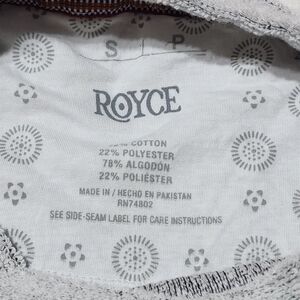 S P
ROYCE
COTTON
22% POLYESTER
78% ALGODÓN
22% POLIÉSTER
MADE IN / HECHO EN PAKISTAN
RN74802
SEE SIDE-SEAM LABEL FOR CARE INSTRUCTIONS